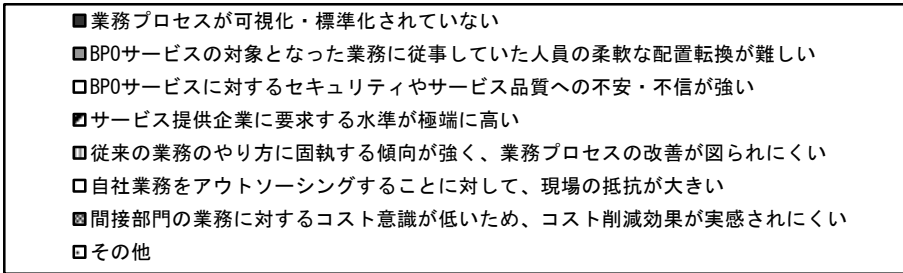 業務プロセスが可視化・標準化されていない
BPOサービスの対象となった業務に従事していた人員の柔軟な配置転換が難しい
BPOサービスに対するセキュリティやサービス品質への不安・不信が強い
サービス提供企業に要求する水準が極端に高い
従来の業務のやり方に固執する傾向が強く、業務プロセスの改善が図られにくい
自社業務をアウトソーシングすることに対して、現場の抵抗が大きい
間接部門の業務に対するコスト意識が低いため、コスト削減効果が実感されにくい
その他